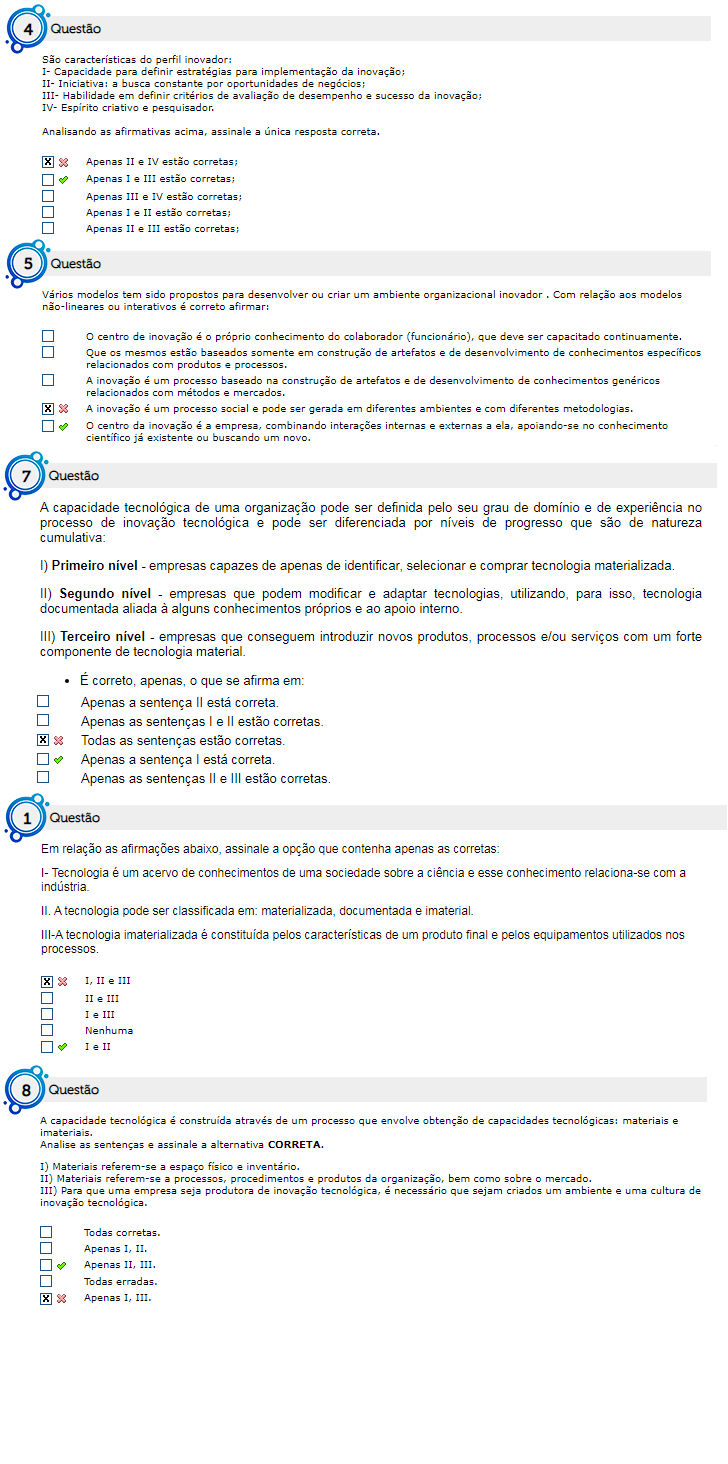 4 Questão
São características do perfil inovador:
I- Capacidade para definir estratégias para implementação da inovação;
II- Iniciativa: a busca constante por oportunidades de negócios;
III- Habilidade em definir critérios de avaliação de desempenho e sucesso da inovação;
IV- Espírito criativo e pesquisador.
Analisando as afirmativas acima, assinale a única resposta correta.
Apenas II e IV estão corretas;
Apenas I e III estão corretas;
Apenas III e IV estão corretas;
Apenas I e II estão corretas;
Apenas II e III estão corretas;
5 Questão
Vários modelos tem sido propostos para desenvolver ou criar um ambiente organizacional inovador . Com relação aos modelos
não-lineares ou interativos é correto afirmar:
O centro de inovação é o próprio conhecimento do colaborador (funcionário), que deve ser capacitado continuamente.
Que os mesmos estão baseados somente em construção de artefatos e de desenvolvimento de conhecimentos específicos
relacionados com produtos e processos.
A inovação é um processo baseado na construção de artefatos e de desenvolvimento de conhecimentos genéricos
relacionados com métodos e mercados.
A inovação é um processo social e pode ser gerada em diferentes ambientes e com diferentes metodologias.
O centro da inovação é a empresa, combinando interações internas e externas a ela, apoiando-se no conhecimento
científico já existente ou buscando um novo.
7 Questão
A capacidade tecnológica de uma organização pode ser definida pelo seu grau de domínio e de experiência no
processo de inovação tecnológica e pode ser diferenciada por níveis de progresso que são de natureza
cumulativa:
I) Primeiro nível - empresas capazes de apenas de identificar, selecionar e comprar tecnologia materializada.
II) Segundo nível - empresas que podem modificar e adaptar tecnologias, utilizando, para isso, tecnologia
documentada aliada à alguns conhecimentos próprios e ao apoio interno.
III) Terceiro nível - empresas que conseguem introduzir novos produtos, processos e/ou serviços com um forte
componente de tecnologia material.
• É correto, apenas, o que se afirma em:
Apenas a sentença II está correta.
Apenas as sentenças I e II estão corretas.
Todas as sentenças estão corretas.
Apenas a sentença I está correta.
Apenas as sentenças II e III estão corretas.
1 Questão
Em relação as afirmações abaixo, assinale a opção que contenha apenas as corretas:
I- Tecnologia é um acervo de conhecimentos de uma sociedade sobre a ciência e esse conhecimento relaciona-se com a
indústria.
II. A tecnologia pode ser classificada em: materializada, documentada e imaterial.
III-A tecnologia imaterializada é constituída pelos características de um produto final e pelos equipamentos utilizados nos
processos.
I, II e III
II e III
I e III
Nenhuma
I e II
8 Questão
A capacidade tecnológica é construída através de um processo que envolve obtenção de capacidades tecnológicas: materiais e
imateriais.
Analise as sentenças e assinale a alternativa CORRETA.
I) Materiais referem-se a espaço físico e inventário.
II) Materiais referem-se a processos, procedimentos e produtos da organização, bem como sobre o mercado.
III) Para que uma empresa seja produtora de inovação tecnológica, é necessário que sejam criados um ambiente e uma cultura de
inovação tecnológica.
Todas corretas.
Apenas I, II.
Apenas II, III.
Todas erradas.
Apenas I, III.